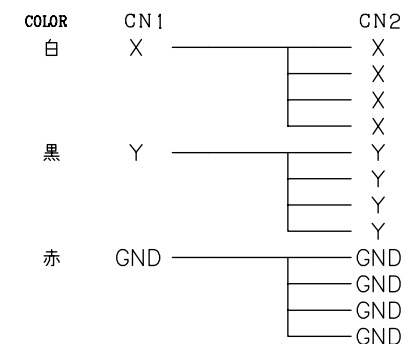 COLOR CN1 CN2
白 X X
X
X
X
黒 Y Y
Y
Y
Y
赤 GND GND
GND
GND
GND